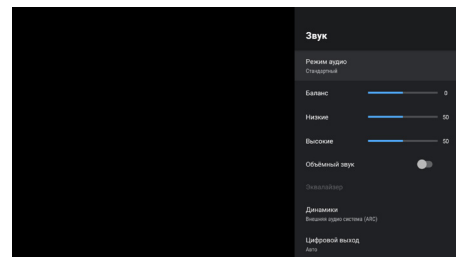 Звук
Режим аудио
Стандартный
Баланс 0
Низкие 50
Высокие 50
Объёмный звук
Эквалайзер
Динамики
Внешняя аудио система (ARC)
Цифровой выход
Авто